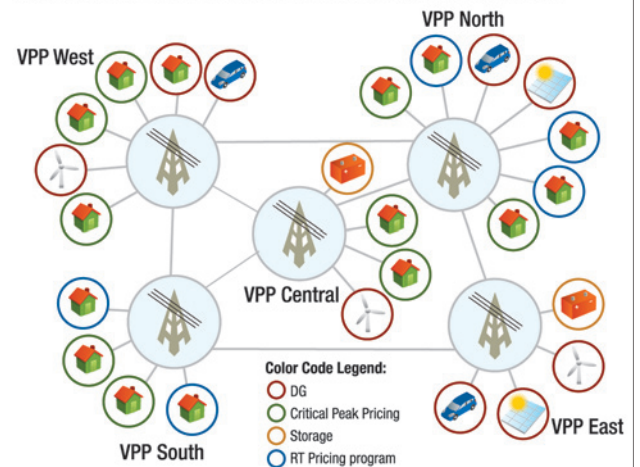 VPP North
VPP West
VPP Central
Color Code Legend:
DG
Critical Peak Pricing
Storage
RT Pricing program
VPP South
VPP East